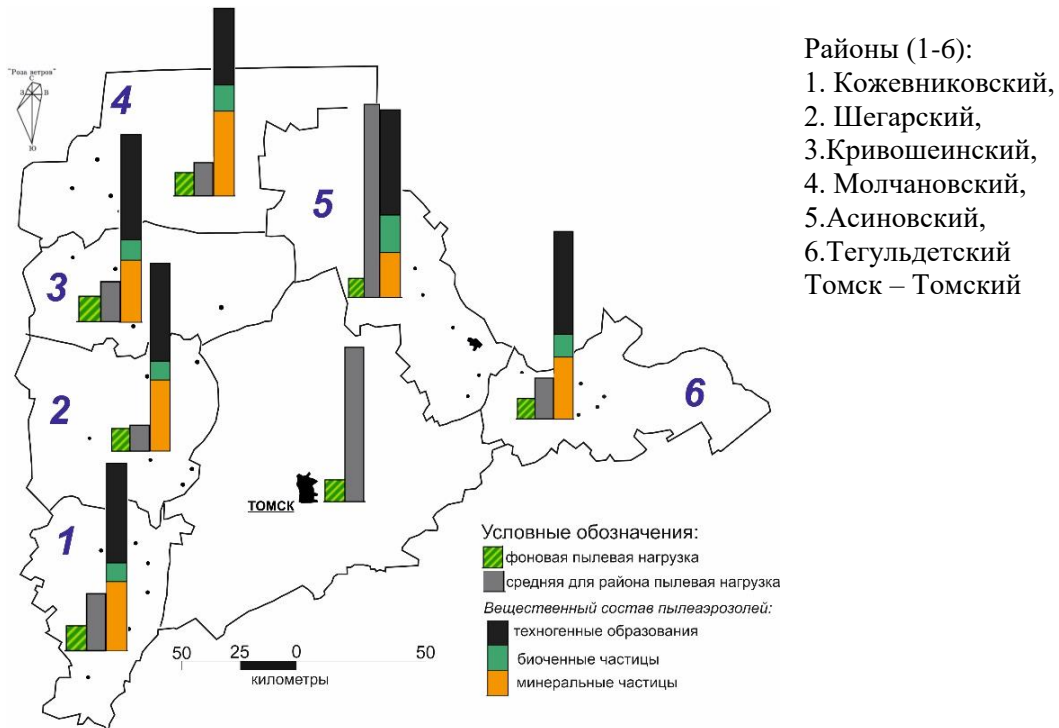 "Роза ветров"
С
З В
Ю
4
5
3
2
6
1
ТОМСК
50 25 0 50
километры
Условные обозначения:
фоновая пылевая нагрузка
средняя для района пылевая нагрузка
Вещественный состав пылеаэрозолей:
техногенные образования
биоченные частицы
минеральные частицы
Районы (1-6):
1. Кожевниковский,
2. Шегарский,
3.Кривошеинский,
4. Молчановский,
5.Асиновский,
6.Тегульдетский
Томск – Томский